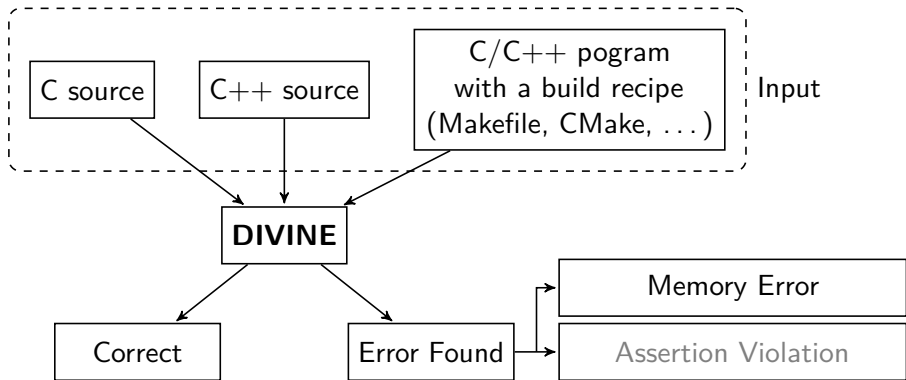 C source
C++ source
C/C++ pogram
with a build recipe
(Makefile, CMake, . . . )
Input
DIVINE
Memory Error
Correct
Error Found
Assertion Violation